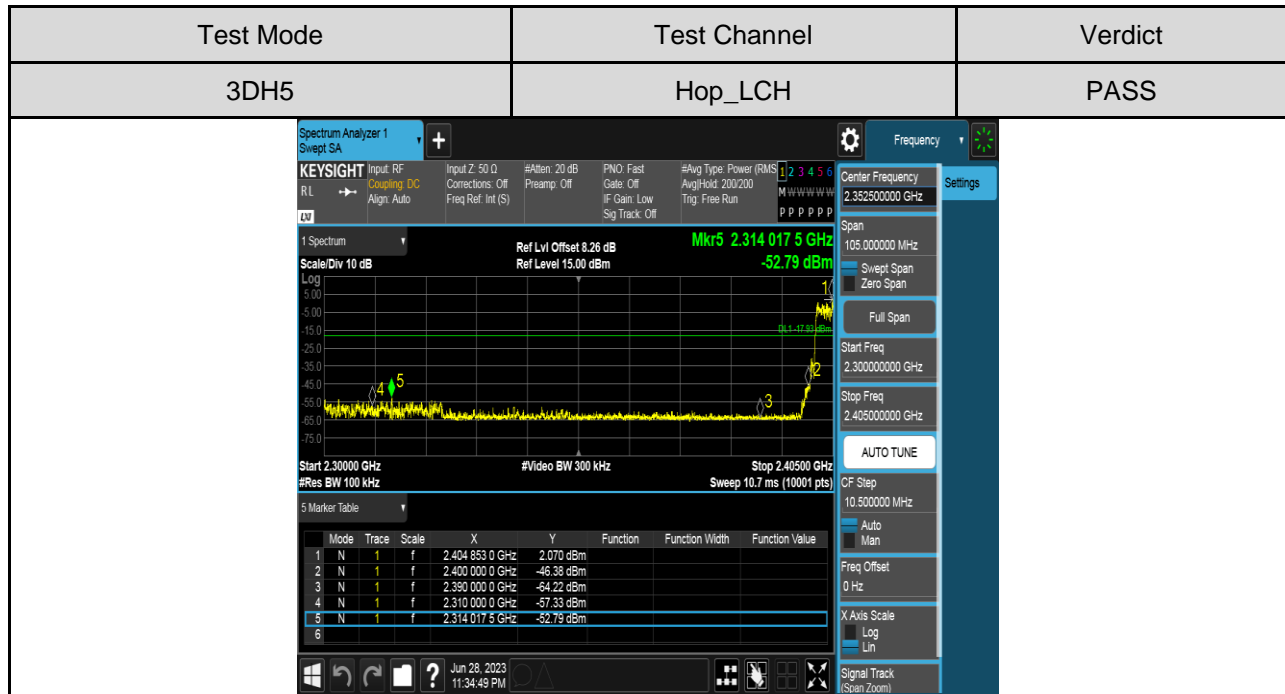 Test Mode Test Channel Verdict
3DH5 Hop_LCH PASS
Spectrum Analyzer 1
Swept SA
+
Frequency
KEYSIGHT Input: RF Input Z: 50 Ω #Atten: 20 dB PNO: Fast #Avg Type: Power (RMS 1 2 3 4 5 6
RL Coupling: DC Corrections: Off Preamp: Off Gate: Off Avg|Hold: 200/200 M W W W W W
Align: Auto Freq Ref: Int (S) IF Gain: Low Trig: Free Run
LXI Sig Track: Off P P P P P P
1 Spectrum
Scale/Div 10 dB
Ref Lvl Offset 8.26 dB
Ref Level 15.00 dBm
Mkr5 2.314 017 5 GHz
-52.79 dBm
Log
5.00
-5.00
-15.0
-25.0
-35.0
-45.0
-55.0
-65.0
-75.0
1
DL1 -17.93 dBm
2
3
4
5
Start 2.30000 GHz #Video BW 300 kHz Stop 2.40500 GHz
#Res BW 100 kHz Sweep 10.7 ms (10001 pts)
5 Marker Table
Mode Trace Scale X Y Function Function Width Function Value
1 N 1 f 2.404 853 0 GHz 2.070 dBm
2 N 1 f 2.400 000 0 GHz -46.38 dBm
3 N 1 f 2.390 000 0 GHz -64.22 dBm
4 N 1 f 2.310 000 0 GHz -57.33 dBm
5 N 1 f 2.314 017 5 GHz -52.79 dBm
6
?
Jun 28, 2023
11:34:49 PM
Center Frequency
2.352500000 GHz
Settings
Span
105.000000 MHz
Swept Span
Zero Span
Full Span
Start Freq
2.300000000 GHz
Stop Freq
2.405000000 GHz
AUTO TUNE
CF Step
10.500000 MHz
Auto
Man
Freq Offset
0 Hz
X Axis Scale
Log
Lin
Signal Track
(Span Zoom)